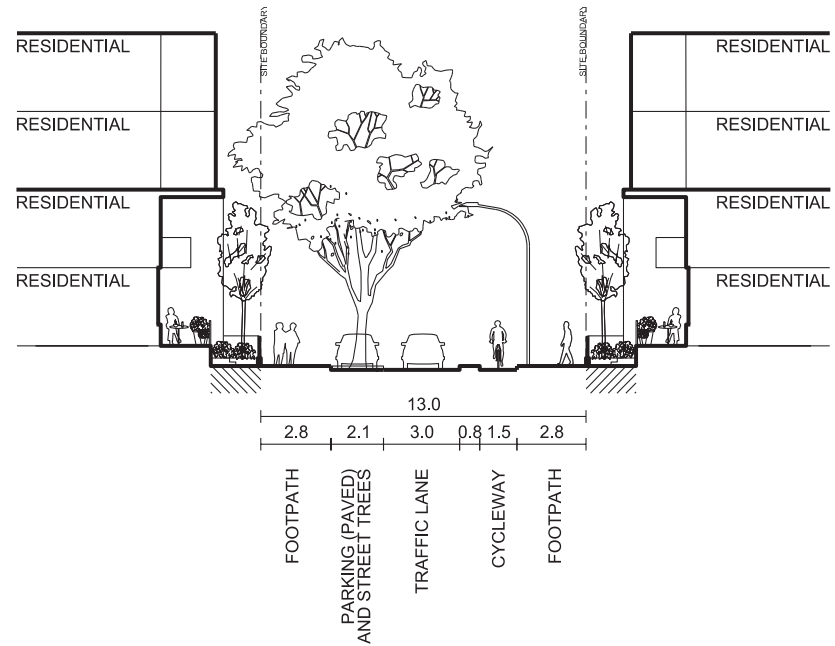 SITE BOUNDARY
SITE BOUNDARY
RESIDENTIAL
RESIDENTIAL
RESIDENTIAL
RESIDENTIAL
RESIDENTIAL
RESIDENTIAL
RESIDENTIAL
RESIDENTIAL
13.0
2.8 2.1 3.0 0.8 1.5 2.8
FOOTPATH
PARKING (PAVED)
AND STREET TREES
TRAFFIC LANE
CYCLEWAY
FOOTPATH